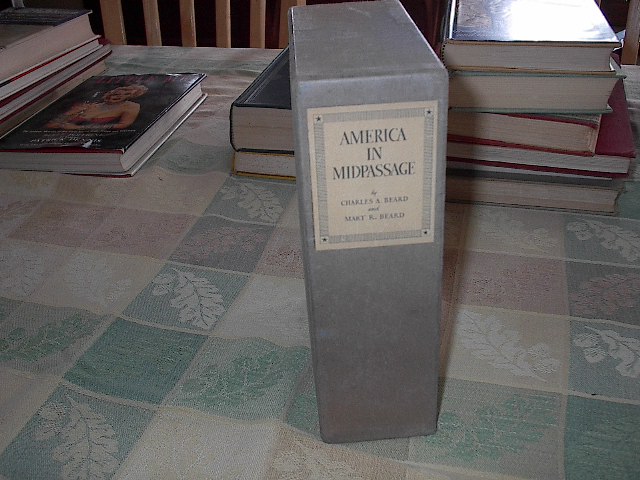 AMERICA
IN
MIDPASSAGE
by
CHARLES A. BEARD
and
MARY R. BEARD